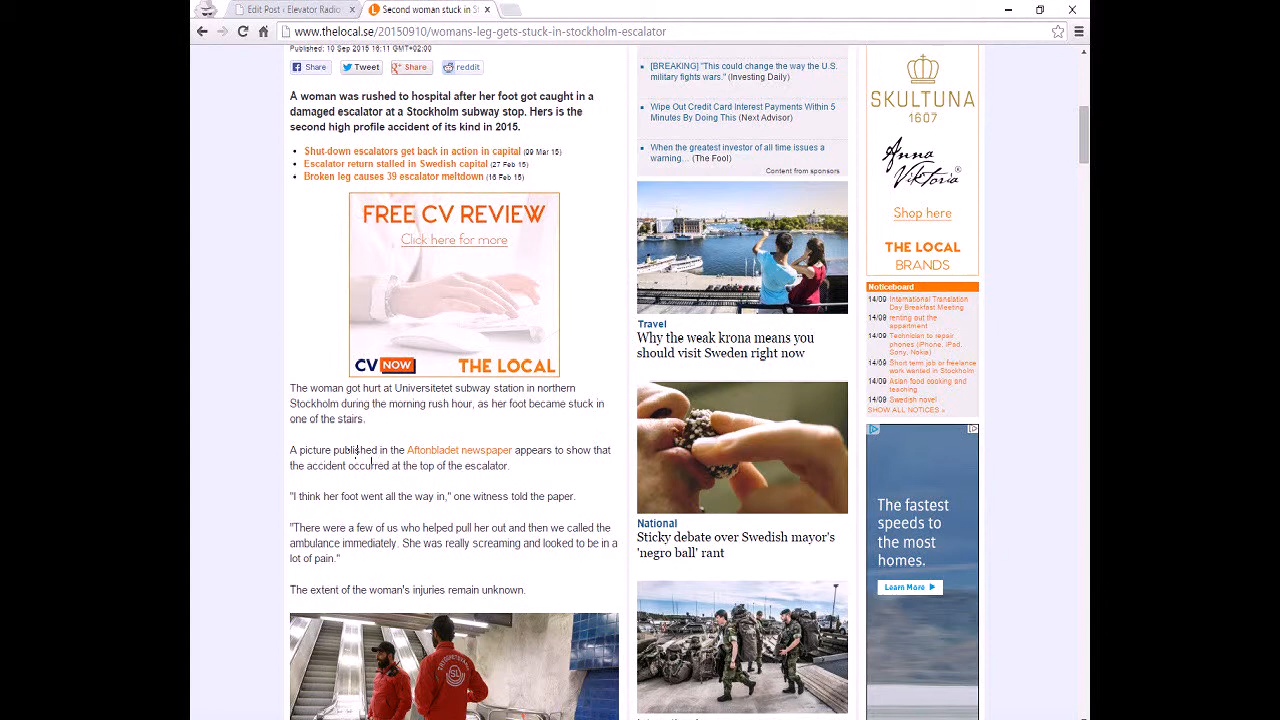 Edit Post ‹ Elevator Radio
Second woman stuck in S
www.thelocal.se/20150910/womans-leg-gets-stuck-in-stockholm-escalator
Published: 10 Sep 2015 16:11 GMT+02:00
Share
Tweet
Share
reddit
A woman was rushed to hospital after her foot got caught in a
damaged escalator at a Stockholm subway stop. Hers is the
second high profile accident of its kind in 2015.
Shut-down escalators get back in action in capital (09 Mar 15)
Escalator return stalled in Swedish capital (27 Feb 15)
Broken leg causes 39 escalator meltdown (16 Feb 15)
FREE CV REVIEW
Click here for more
CV NOW
THE LOCAL
The woman got hurt at Universitetet subway station in northern
Stockholm during the morning rush hour, as her foot became stuck in
one of the stairs.
A picture published in the Aftonbladet newspaper appears to show that
the accident occurred at the top of the escalator.
"I think her foot went all the way in," one witness told the paper.
"There were a few of us who helped pull her out and then we called the
ambulance immediately. She was really screaming and looked to be in a
lot of pain."
The extent of the woman's injuries remain unknown.
SL
[BREAKING] "This could change the way the U.S.
military fights wars." (Investing Daily)
Wipe Out Credit Card Interest Payments Within 5
Minutes By Doing This (Next Advisor)
When the greatest investor of all time issues a
warning… (The Fool)
Content from sponsors
Travel
Why the weak krona means you
should visit Sweden right now
National
Sticky debate over Swedish mayor's
'negro ball' rant
SKULTUNA
1607
Anna
Viktoria®
Shop here
THE LOCAL
BRANDS
Noticeboard
14/09 International Translation
Day Breakfast Meeting
14/09 renting out the
appartment
14/09 Technician to repair
phones (iPhone, iPad,
Sony, Nokia)
14/09 Short term job or freelance
work wanted in Stockholm
14/09 Asian food cooking and
teaching
14/09 Swedish novel
SHOW ALL NOTICES »
The fastest
speeds to
the most
homes.
Learn More